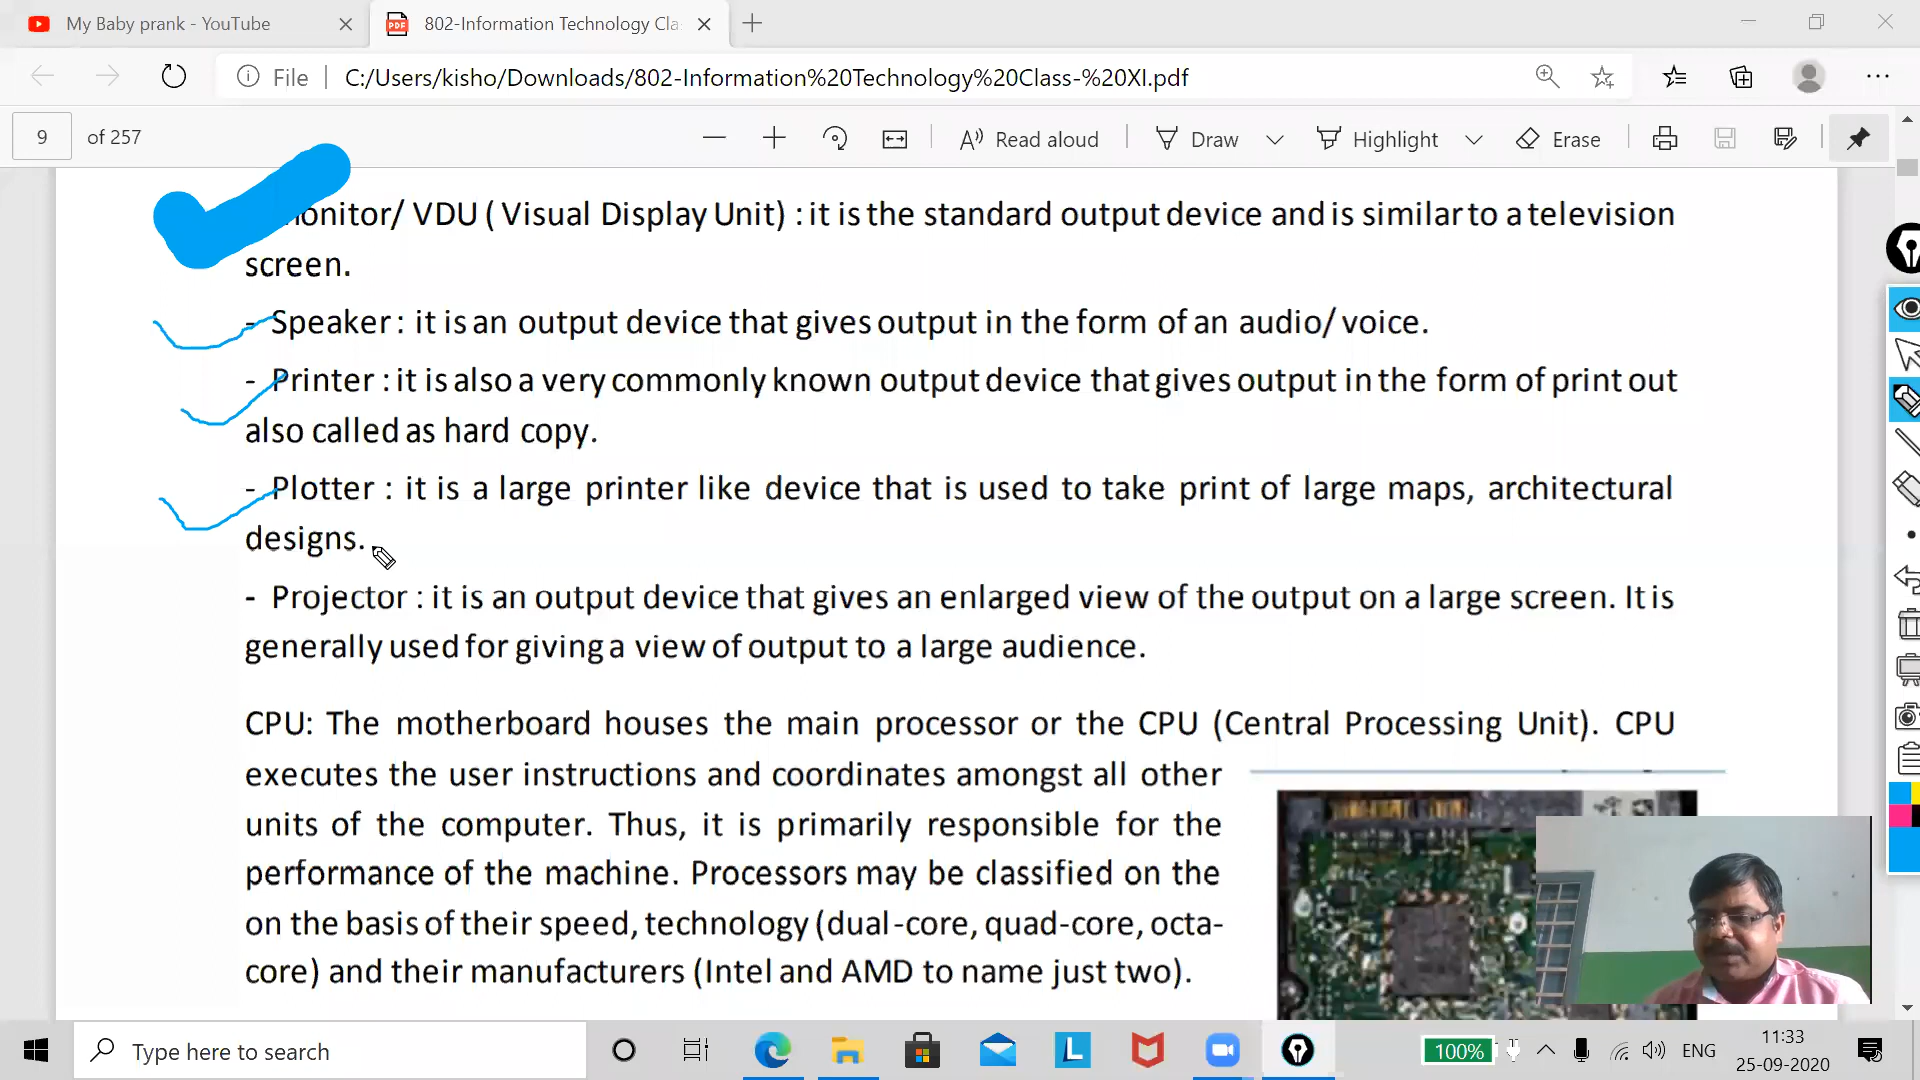 My Baby prank - YouTube
802-Information Technology Cla
File
C:/Users/kisho/Downloads/802-Information%20Technology%20Class-%20XI.pdf
9 of 257
Read aloud
Draw
Highlight
Erase
onitor/ VDU ( Visual Display Unit) : it is the standard output device and is similar to a television
screen.
- Speaker : it is an output device that gives output in the form of an audio/ voice.
- Printer : it is also a very commonly known output device that gives output in the form of print out
also called as hard copy.
- Plotter : it is a large printer like device that is used to take print of large maps, architectural
designs.
- Projector : it is an output device that gives an enlarged view of the output on a large screen. It is
generally used for giving a view of output to a large audience.
CPU: The motherboard houses the main processor or the CPU (Central Processing Unit). CPU
executes the user instructions and coordinates amongst all other
units of the computer. Thus, it is primarily responsible for the
performance of the machine. Processors may be classified on the
on the basis of their speed, technology (dual-core, quad-core, octa-
core) and their manufacturers (Intel and AMD to name just two).
Type here to search
100%
ENG
11:33
25-09-2020